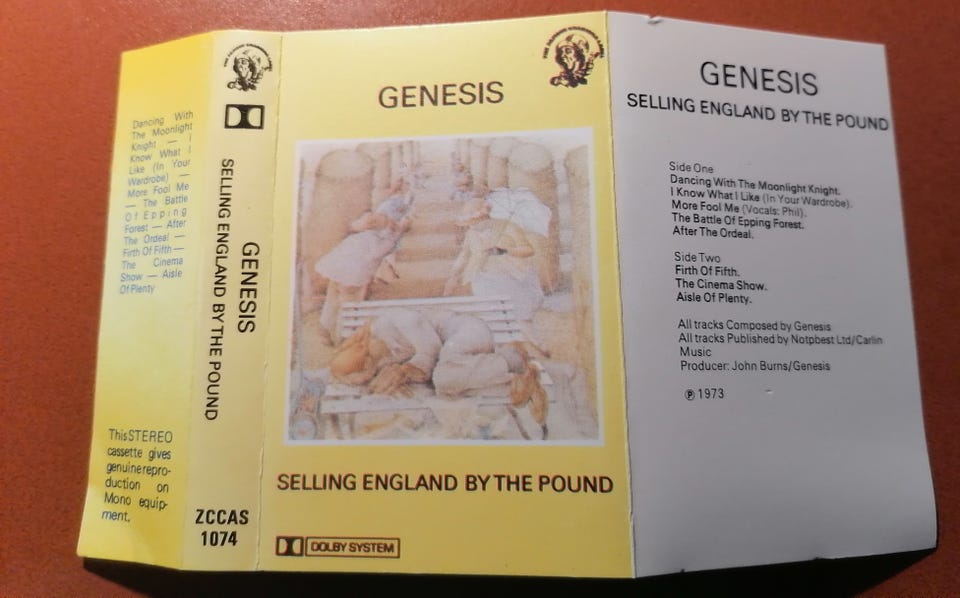 Dancing With
The Moonlight
Knight — I
Know What I
Like (In Your
Wardrobe) —
More Fool Me
— The Battle
Of Epping
Forest — After
The Ordeal —
Firth Of Fifth —
The Cinema
Show — Aisle
Of Plenty
This STEREO
cassette gives
genuine repro-
duction on
Mono equip-
ment.
GENESIS
SELLING ENGLAND BY THE POUND
ZCCAS
1074
GENESIS
SELLING ENGLAND BY THE POUND
DOLBY SYSTEM
GENESIS
SELLING ENGLAND BY THE POUND
Side One
Dancing With The Moonlight Knight.
I Know What I Like (In Your Wardrobe).
More Fool Me (Vocals: Phil).
The Battle Of Epping Forest.
After The Ordeal.
Side Two
Firth Of Fifth.
The Cinema Show.
Aisle Of Plenty.
All tracks Composed by Genesis
All tracks Published by Notpbest Ltd/Carlin
Music
Producer: John Burns/Genesis
℗ 1973